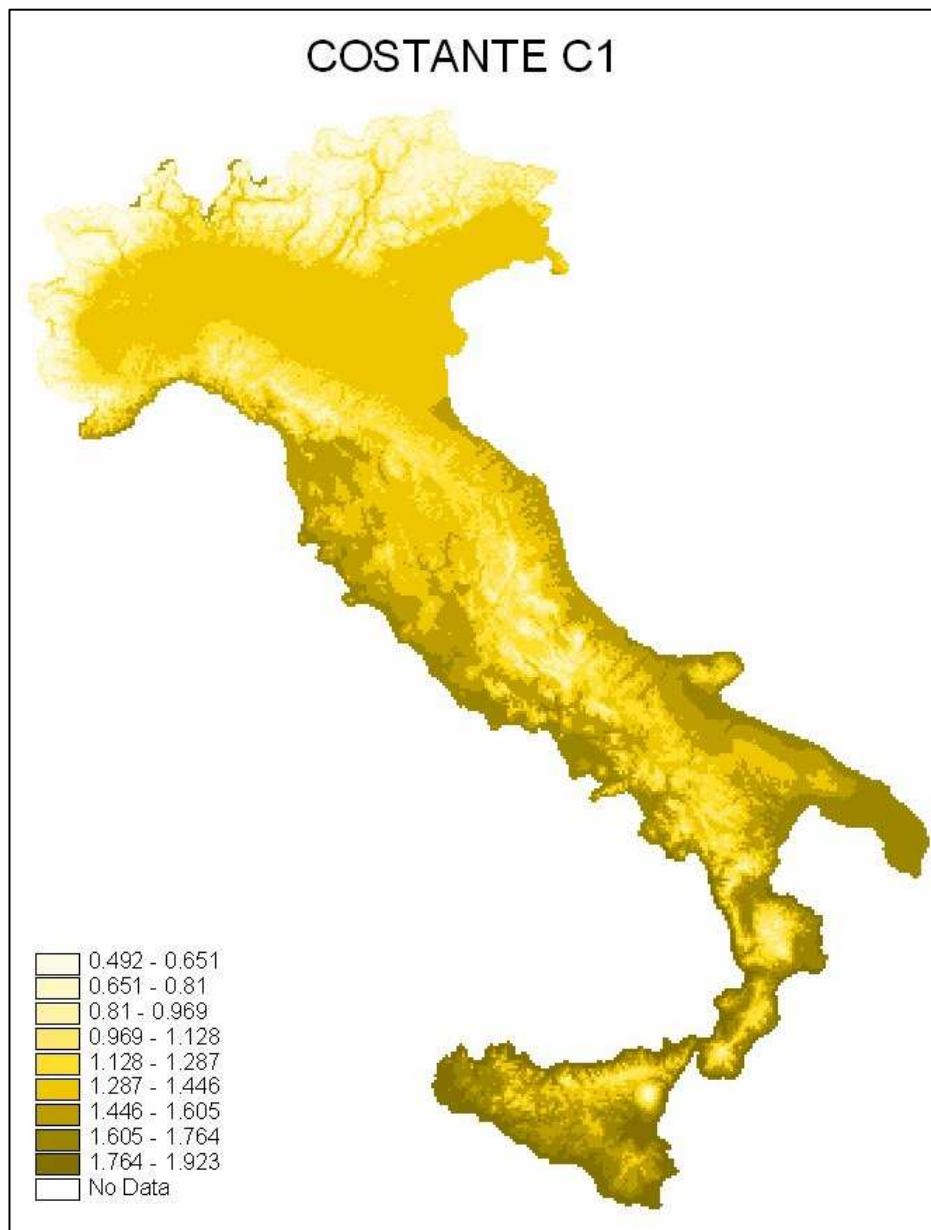 COSTANTE C1
0.492 - 0.651
0.651 - 0.81
0.81 - 0.969
0.969 - 1.128
1.128 - 1.287
1.287 - 1.446
1.446 - 1.605
1.605 - 1.764
1.764 - 1.923
No Data